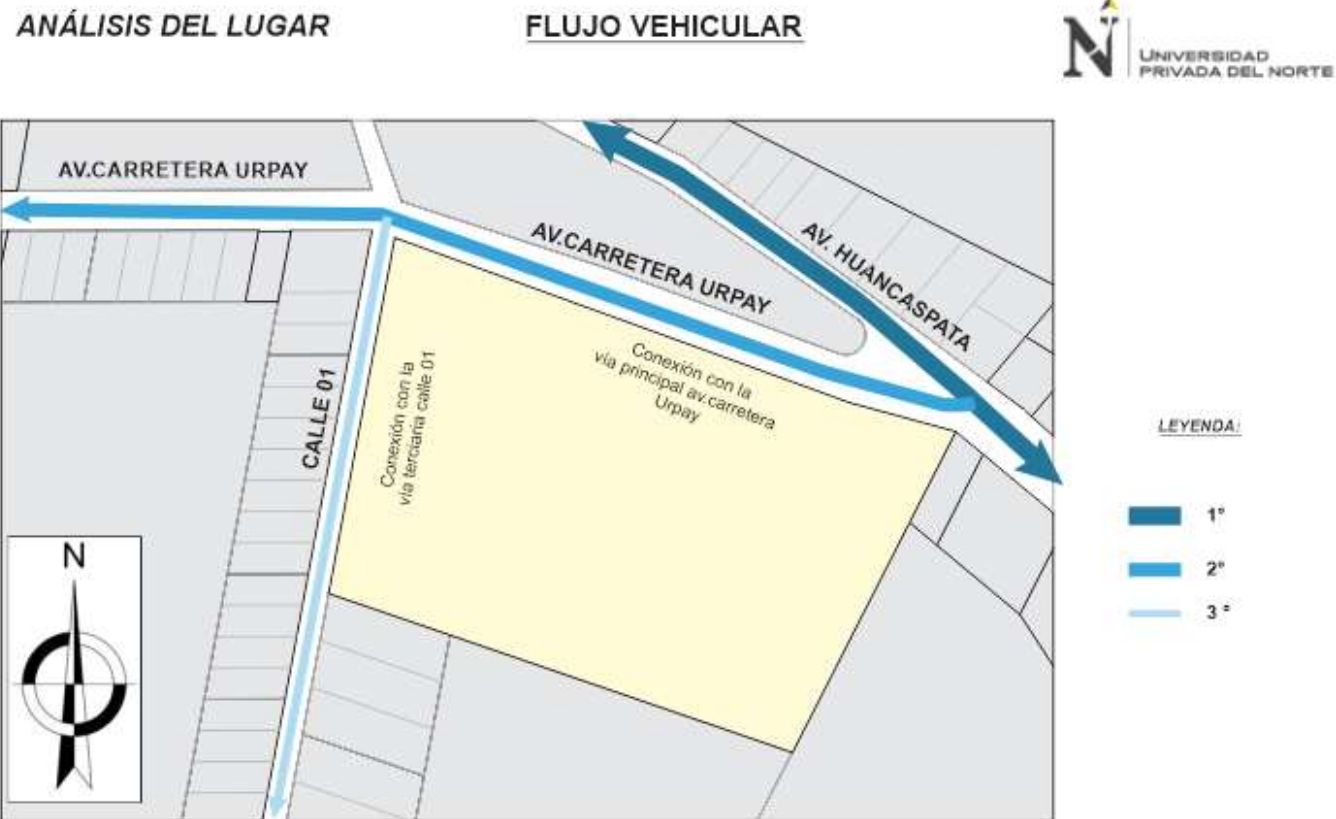 ANÁLISIS DEL LUGAR
FLUJO VEHICULAR
N
UNIVERSIDAD
PRIVADA DEL NORTE
AV.CARRETERA URPAY
AV.CARRETERA URPAY
AV. HUANCASPATA
Conexión con la
vía principal av.carretera
Urpay
Conexión con la
vía terciaria calle 01
CALLE 01
LEYENDA:
1°
2°
3 °
N